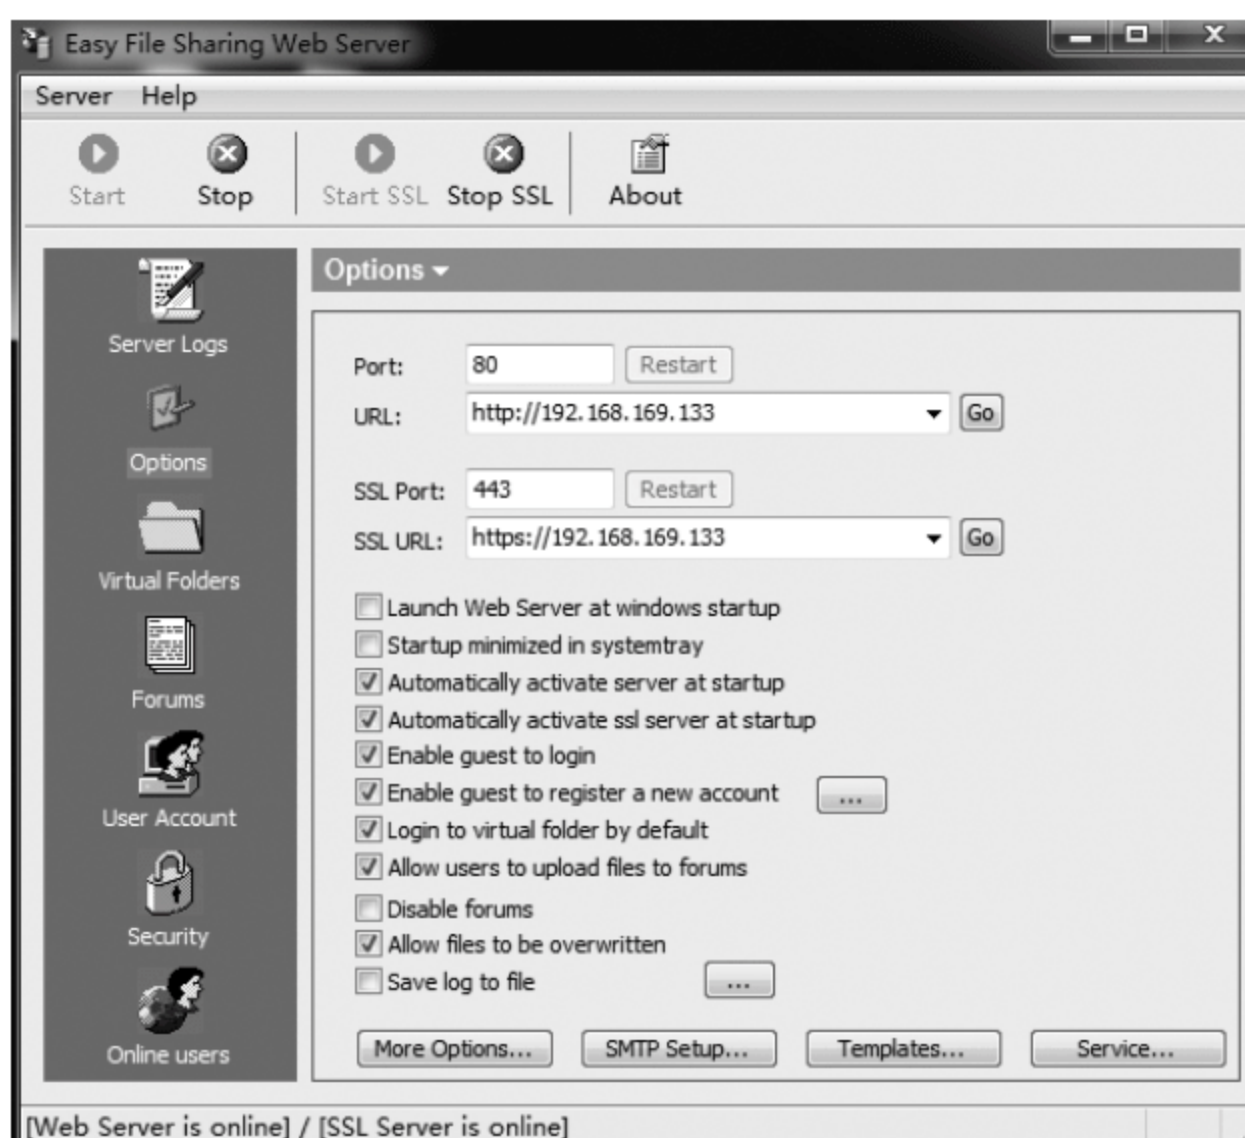 Easy File Sharing Web Server
Server Help
Start Stop Start SSL Stop SSL About
Server Logs
Options
Virtual Folders
Forums
User Account
Security
Online users
Options
Port: 80 Restart
URL: http://192.168.169.133 Go
SSL Port: 443 Restart
SSL URL: https://192.168.169.133 Go
Launch Web Server at windows startup
Startup minimized in systemtray
Automatically activate server at startup
Automatically activate ssl server at startup
Enable guest to login
Enable guest to register a new account ...
Login to virtual folder by default
Allow users to upload files to forums
Disable forums
Allow files to be overwritten
Save log to file ...
More Options... SMTP Setup... Templates... Service...
[Web Server is online] / [SSL Server is online]